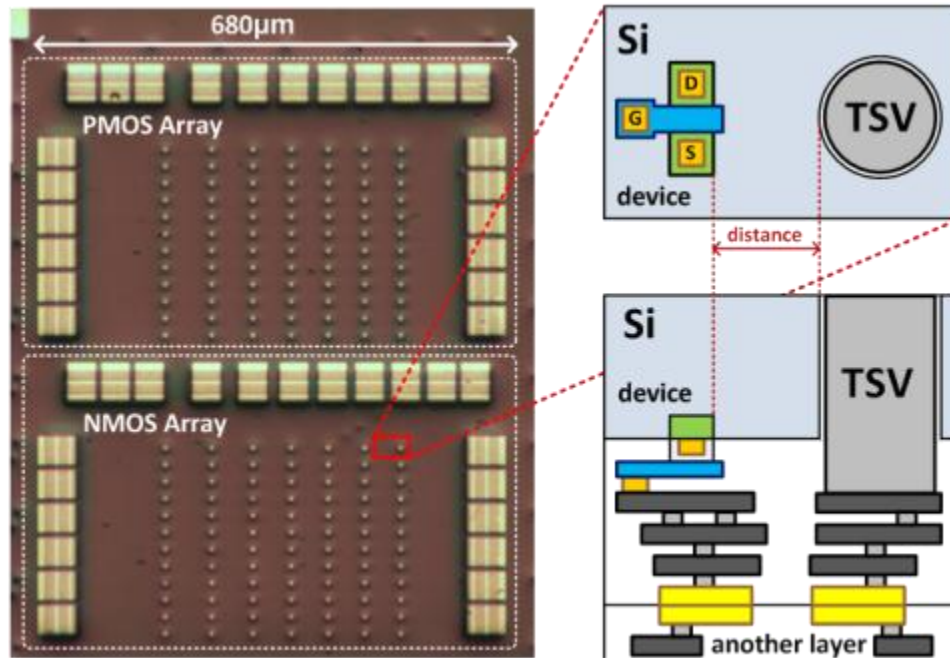 680μm
PMOS Array
NMOS Array
Si
D
G
S
TSV
device
distance
Si
device
TSV
another layer